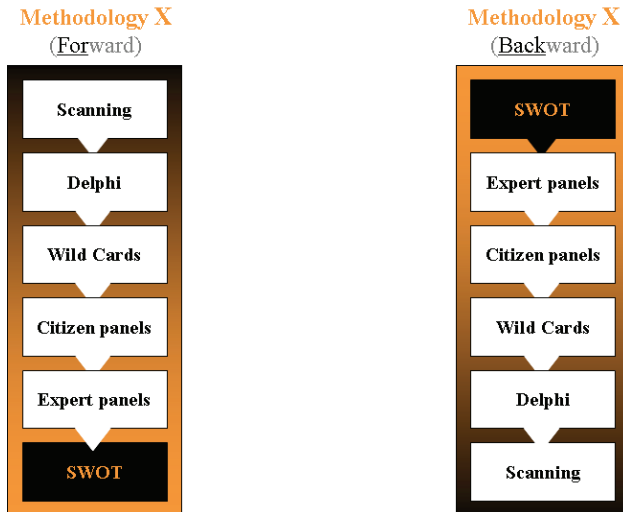 Methodology X
(Forward)
Scanning
Delphi
Wild Cards
Citizen panels
Expert panels
SWOT
Methodology X
(Backward)
SWOT
Expert panels
Citizen panels
Wild Cards
Delphi
Scanning